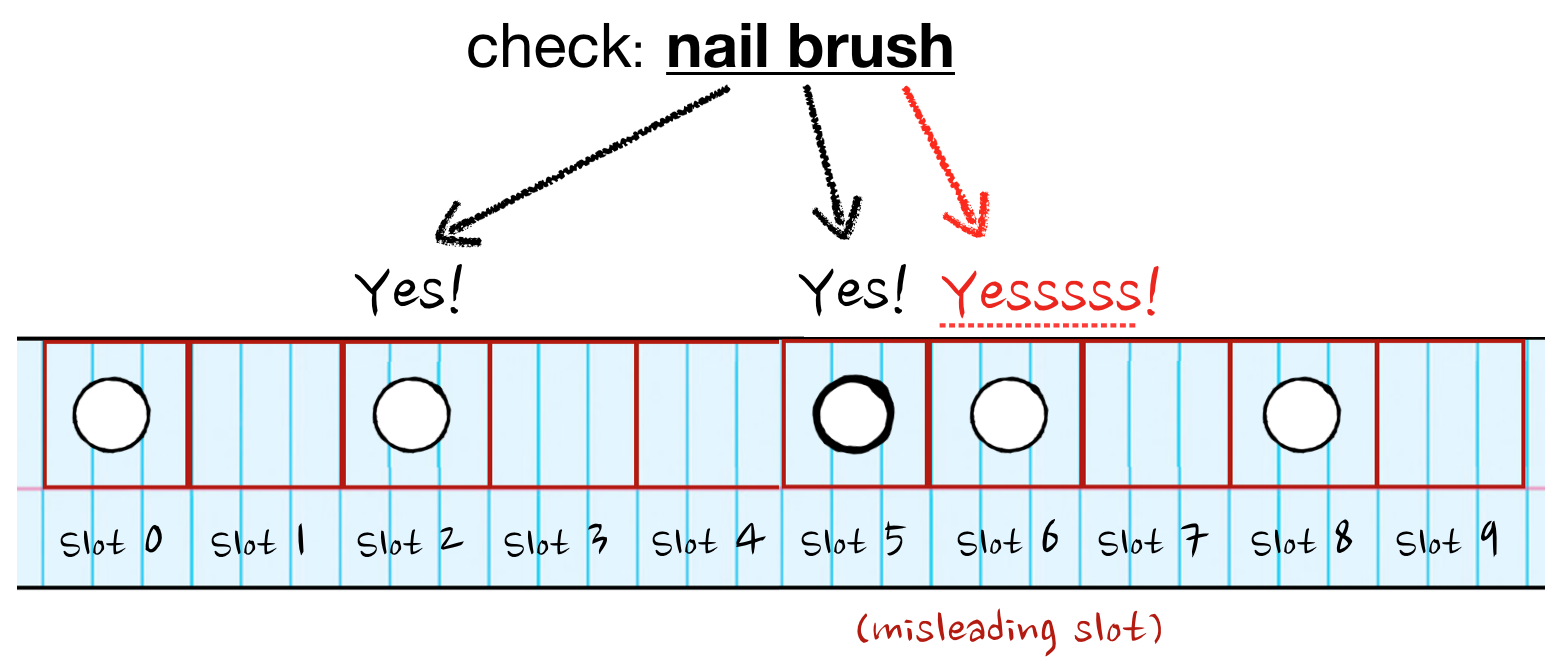 check: nail brush
Yes! Yes! Yesssss!
Slot 0 Slot 1 Slot 2 Slot 3 Slot 4 Slot 5 Slot 6 Slot 7 Slot 8 Slot 9
(misleading slot)